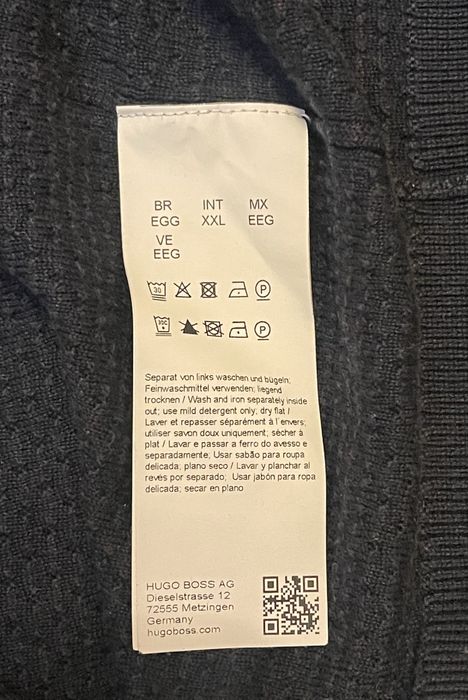 BR INT MX
EGG XXL EEG
VE
EEG
30 P
30C P
Separat von links waschen und bügeln;
Feinwaschmittel verwenden; liegend
trocknen / Wash and iron separately inside
out; use mild detergent only; dry flat /
Laver et repasser séparément à l'envers;
utiliser savon doux uniquement; sécher à
plat / Lavar e passar a ferro do avesso e
separadamente; Usar sabão para roupa
delicada; plano seco / Lavar y planchar al
revés por separado; Usar jabón para ropa
delicada; secar en plano
HUGO BOSS AG
Dieselstrasse 12
72555 Metzingen
Germany
hugoboss.com